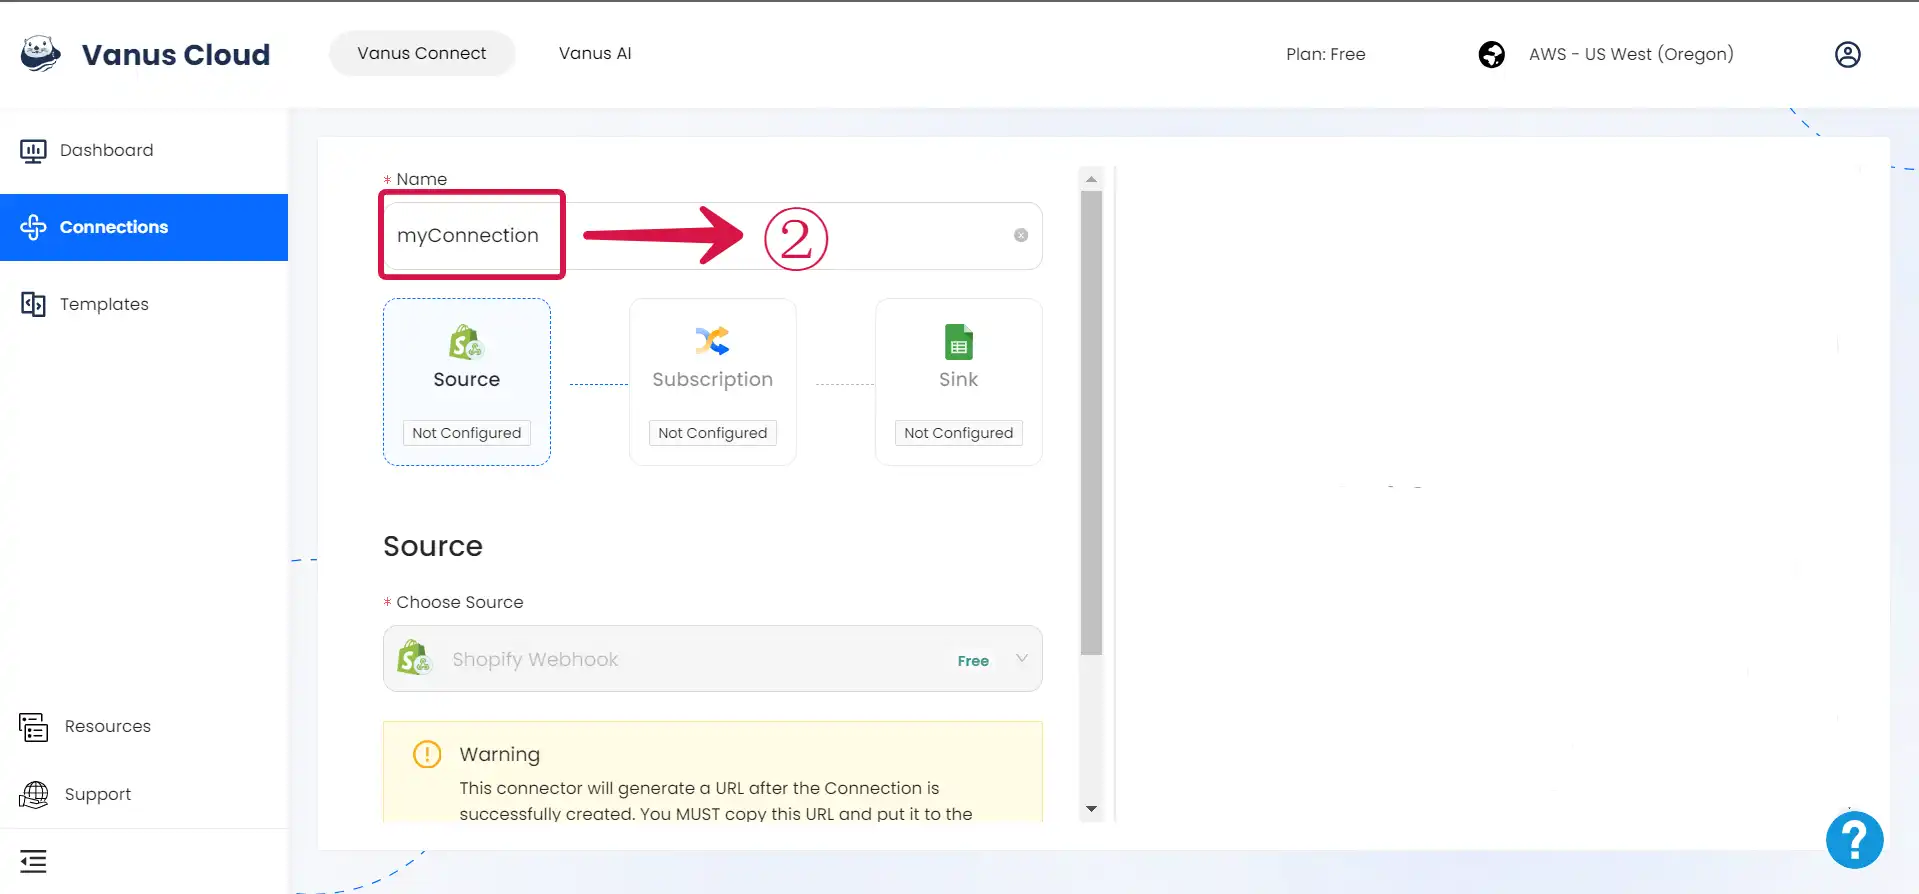 Vanus Cloud
Vanus Connect
Vanus AI
Plan: Free
AWS - US West (Oregon)
Dashboard
Connections
Templates
Resources
Support
* Name
myConnection
②
Source
Not Configured
Subscription
Not Configured
Sink
Not Configured
Source
* Choose Source
Shopify Webhook
Free
Warning
This connector will generate a URL after the Connection is
successfully created. You MUST copy this URL and put it to the
?